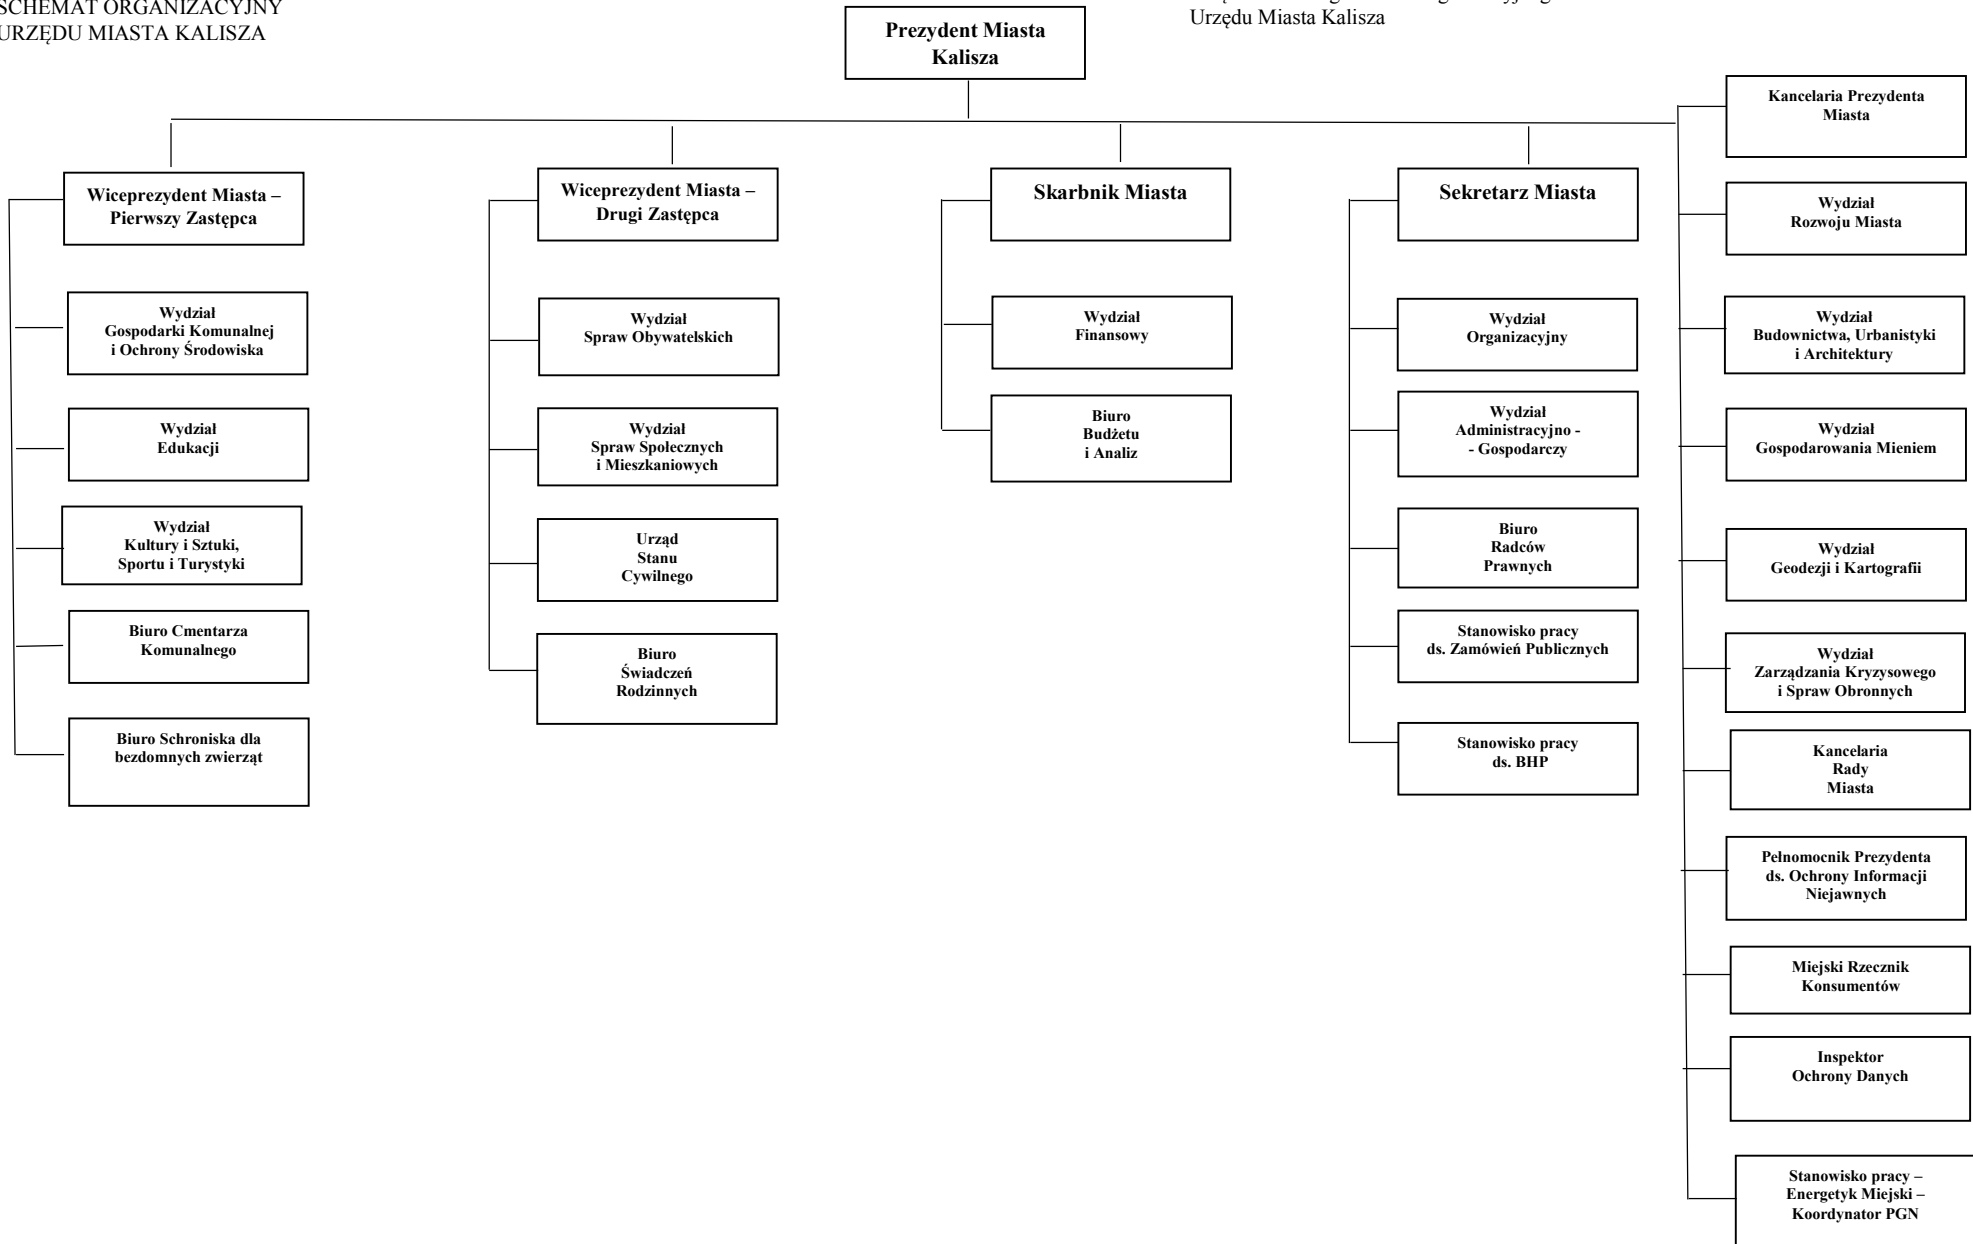 SCHEMAT ORGANIZACYJNY
URZĘDU MIASTA KALISZA
Urzędu Miasta Kalisza
Prezydent Miasta
Kalisza
Wiceprezydent Miasta –
Pierwszy Zastępca
Wydział
Gospodarki Komunalnej
i Ochrony Środowiska
Wydział
Edukacji
Wydział
Kultury i Sztuki,
Sportu i Turystyki
Biuro Cmentarza
Komunalnego
Biuro Schroniska dla
bezdomnych zwierząt
Wiceprezydent Miasta –
Drugi Zastępca
Wydział
Spraw Obywatelskich
Wydział
Spraw Społecznych
i Mieszkaniowych
Urząd
Stanu
Cywilnego
Biuro
Świadczeń
Rodzinnych
Skarbnik Miasta
Wydział
Finansowy
Biuro
Budżetu
i Analiz
Sekretarz Miasta
Wydział
Organizacyjny
Wydział
Administracyjno -
- Gospodarczy
Biuro
Radców
Prawnych
Stanowisko pracy
ds. Zamówień Publicznych
Stanowisko pracy
ds. BHP
Kancelaria Prezydenta
Miasta
Wydział
Rozwoju Miasta
Wydział
Budownictwa, Urbanistyki
i Architektury
Wydział
Gospodarowania Mieniem
Wydział
Geodezji i Kartografii
Wydział
Zarządzania Kryzysowego
i Spraw Obronnych
Kancelaria
Rady
Miasta
Pełnomocnik Prezydenta
ds. Ochrony Informacji
Niejawnych
Miejski Rzecznik
Konsumentów
Inspektor
Ochrony Danych
Stanowisko pracy –
Energetyk Miejski –
Koordynator PGN